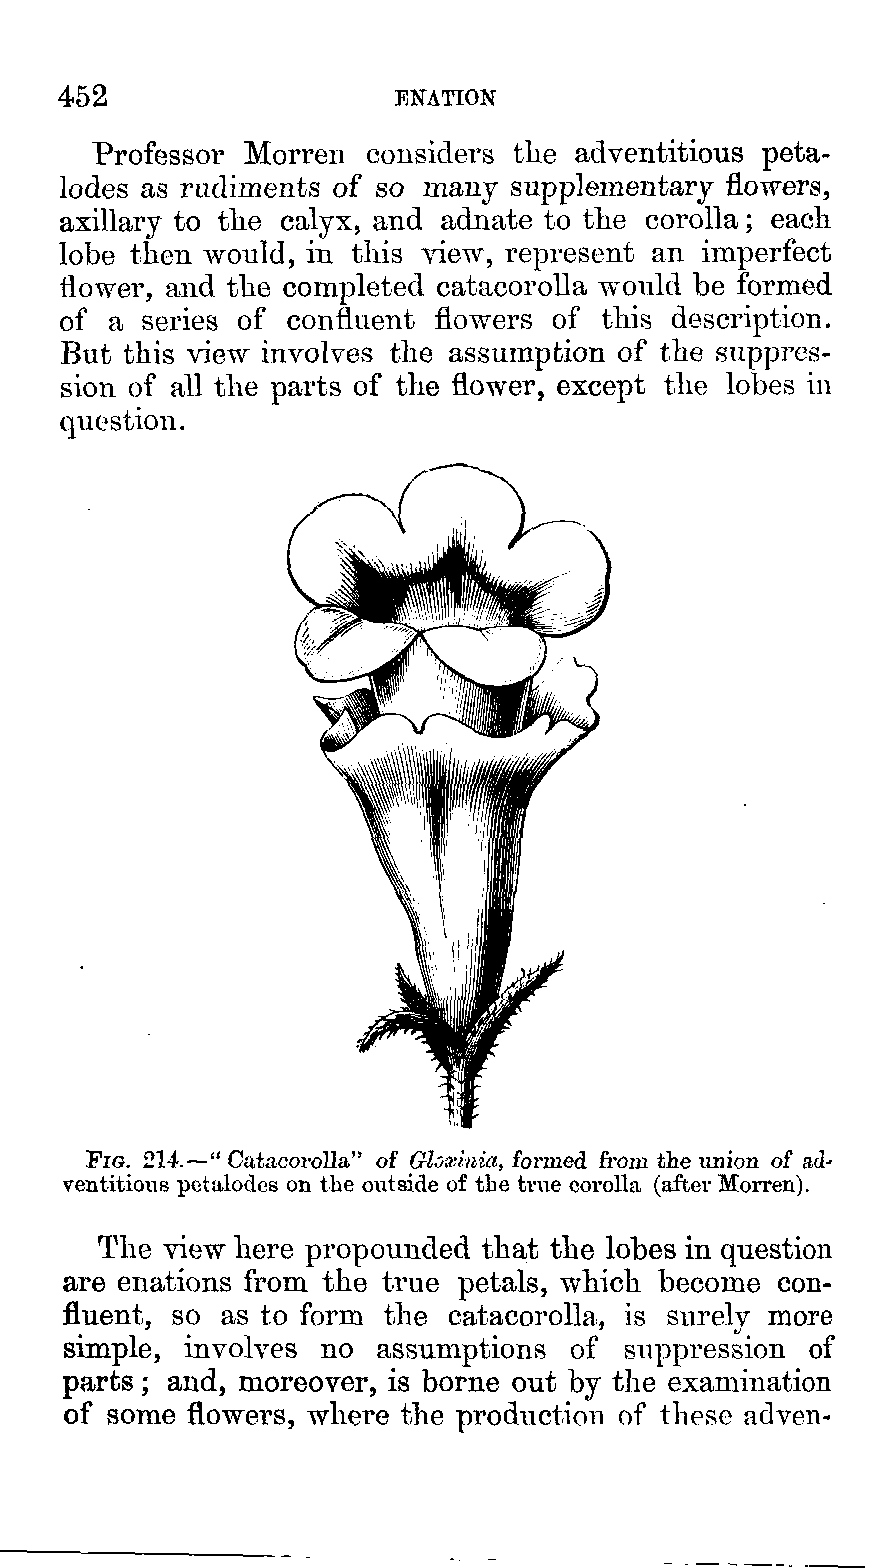 452 ENATION
Professor Morren considers the adventitious peta-
lodes as rudiments of so many supplementary flowers,
axillary to the calyx, and adnate to the corolla; each
lobe then would, in this view, represent an imperfect
flower, and the completed catacorolla would be formed
of a series of confluent flowers of this description.
But this view involves the assumption of the suppres-
sion of all the parts of the flower, except the lobes in
question.
FIG. 214.—“Catacorolla” of Gloxinia, formed from the union of ad-
ventitious petalodes on the outside of the true corolla (after Morren).
The view here propounded that the lobes in question
are enations from the true petals, which become con-
fluent, so as to form the catacorolla, is surely more
simple, involves no assumptions of suppression of
parts; and, moreover, is borne out by the examination
of some flowers, where the production of these adven-